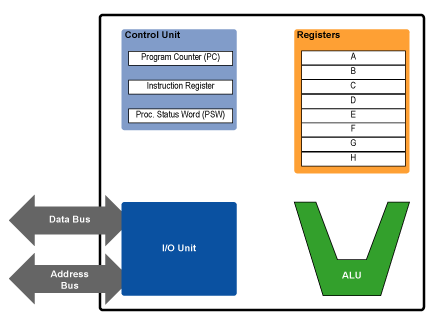 Control Unit
Program Counter (PC)
Instruction Register
Proc. Status Word (PSW)
Registers
A
B
C
D
E
F
G
H
Data Bus
Address
Bus
I/O Unit
ALU